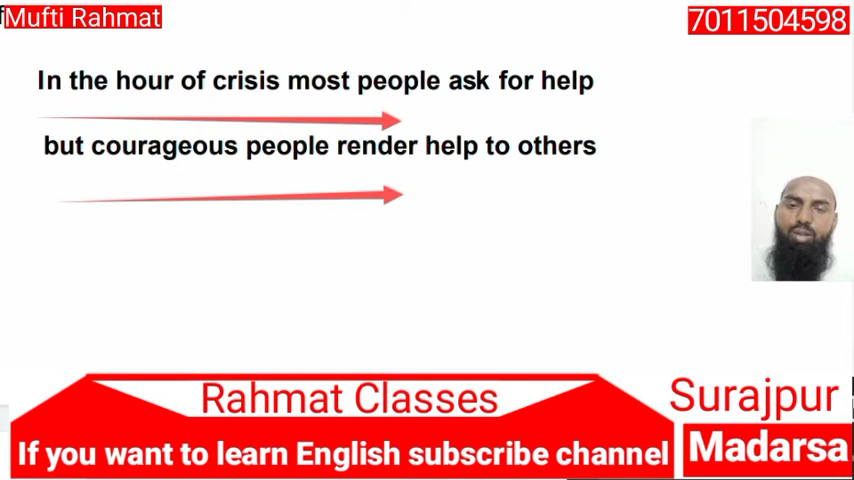 Mufti Rahmat
7011504598
In the hour of crisis most people ask for help
but courageous people render help to others
Rahmat Classes
Surajpur
If you want to learn English subscribe channel
Madarsa